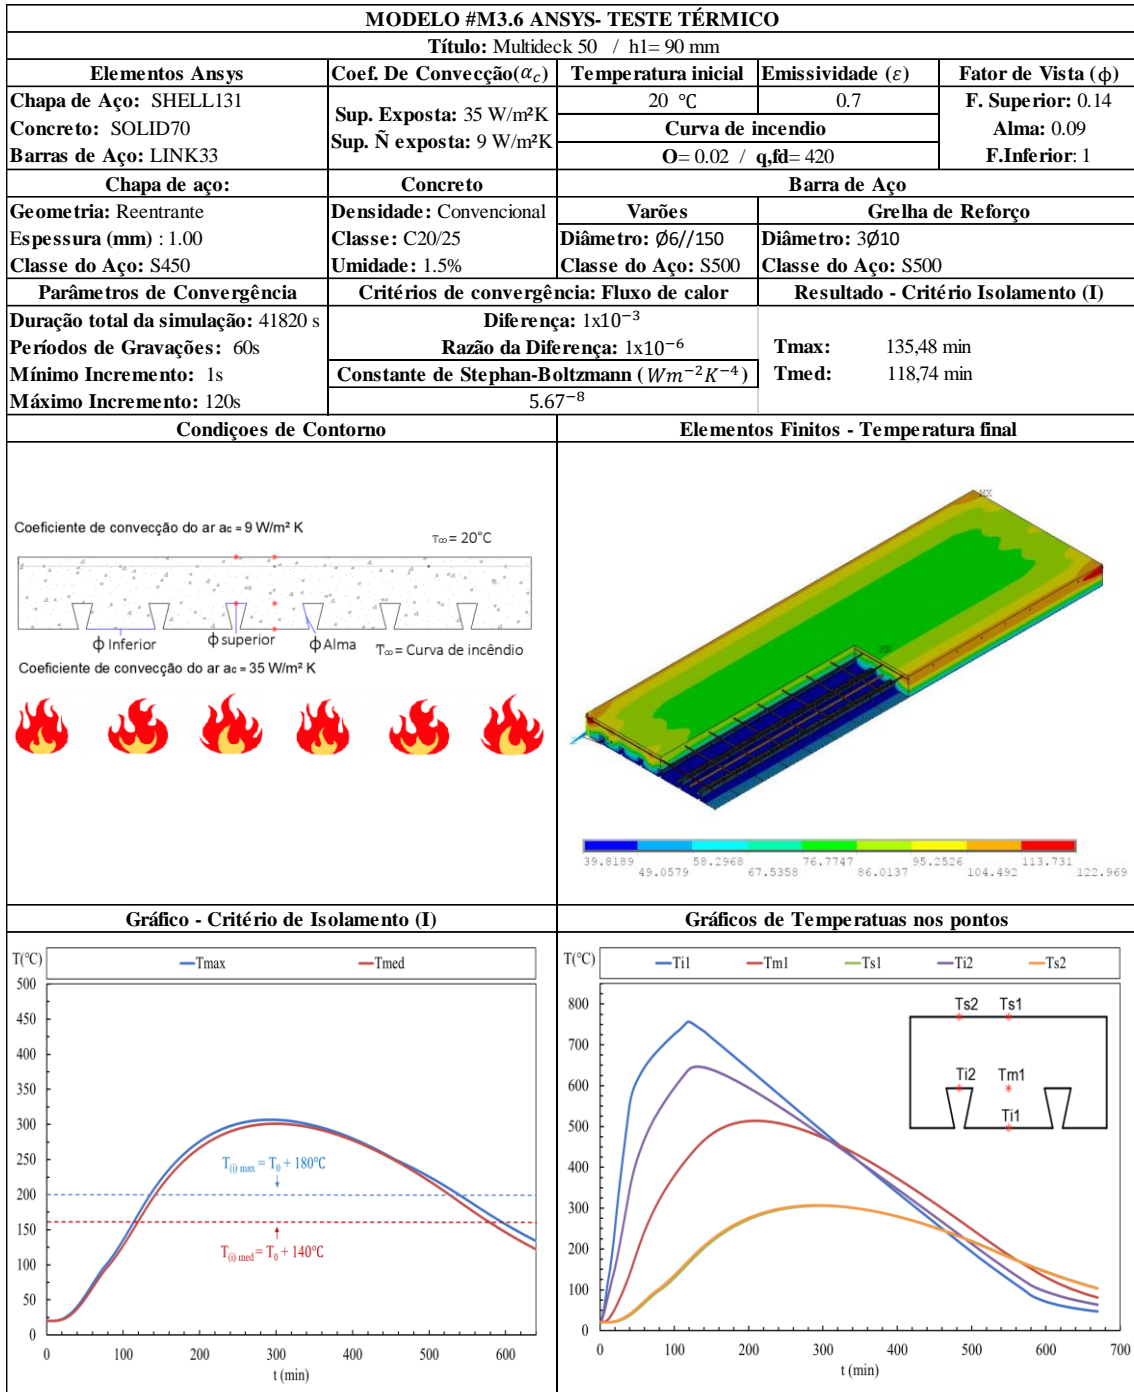 MODELO #M3.6 ANSYS- TESTE TÉRMICO
Título: Multideck 50 / h1= 90 mm
Elementos Ansys
Coef. De Convecção(α_c)
Temperatura inicial
Emissividade (ε)
Fator de Vista (ϕ)
Chapa de Aço: SHELL131
Concreto: SOLID70
Barras de Aço: LINK33
Sup. Exposta: 35 W/m²K
Sup. Ñ exposta: 9 W/m²K
20 °C
0.7
Curva de incendio
O= 0.02 / q,fd= 420
F. Superior: 0.14
Alma: 0.09
F.Inferior: 1
Chapa de aço:
Concreto
Barra de Aço
Geometria: Reentrante
Espessura (mm) : 1.00
Classe do Aço: S450
Densidade: Convencional
Classe: C20/25
Umidade: 1.5%
Varões
Grelha de Reforço
Diâmetro: Ø6//150
Diâmetro: 3Ø10
Classe do Aço: S500
Classe do Aço: S500
Parâmetros de Convergência
Critérios de convergência: Fluxo de calor
Resultado - Critério Isolamento (I)
Duração total da simulação: 41820 s
Períodos de Gravações: 60s
Mínimo Incremento: 1s
Máximo Incremento: 120s
Diferença: 1x10⁻³
Razão da Diferença: 1x10⁻⁶
Constante de Stephan-Boltzmann (Wm⁻²K⁻⁴)
5.67⁻⁸
Tmax: 135,48 min
Tmed: 118,74 min
Condiçoes de Contorno
Elementos Finitos - Temperatura final
Coeficiente de convecção do ar ac = 9 W/m² K
T∞ = 20°C
ϕ Inferior
ϕ superior
ϕ Alma
T∞ = Curva de incêndio
Coeficiente de convecção do ar ac = 35 W/m² K
MX
MN
39.8189
49.0579
58.2968
67.5358
76.7747
86.0137
95.2526
104.492
113.731
122.969
Gráfico - Critério de Isolamento (I)
Gráficos de Temperatuas nos pontos
T(°C)
Tmax
Tmed
500
450
400
350
300
250
200
150
100
50
0
T(i) max = T0 + 180°C
T(i) med = T0 + 140°C
0 100 200 300 400 500 600
t (min)
T(°C)
Ti1
Tm1
Ts1
Ti2
Ts2
800
700
600
500
400
300
200
100
0
Ts2
Ts1
Ti2
Tm1
Ti1
0 100 200 300 400 500 600 700
t (min)